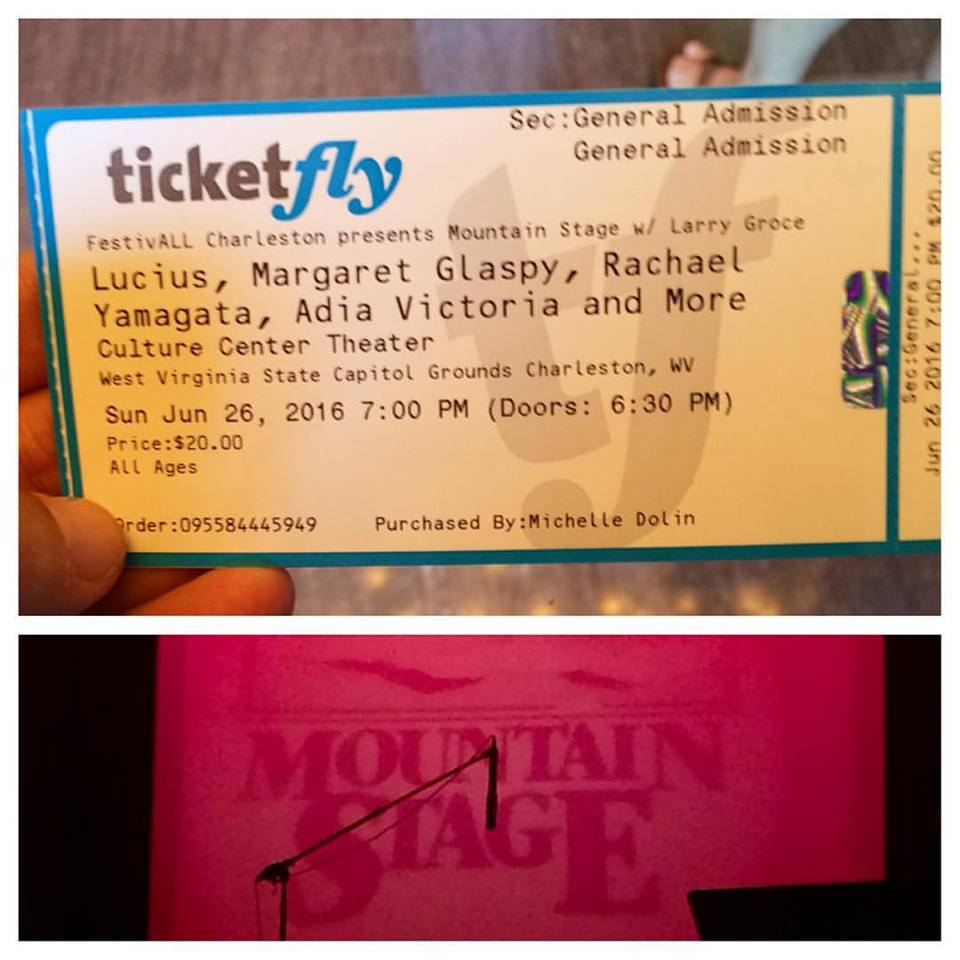 Sec:General Admission
General Admission
ticketfly
FestivALL Charleston presents Mountain Stage w/ Larry Groce
Lucius, Margaret Glaspy, Rachael
Yamagata, Adia Victoria and More
Culture Center Theater
West Virginia State Capitol Grounds Charleston, WV
Sun Jun 26, 2016 7:00 PM (Doors: 6:30 PM)
Price:$20.00
All Ages
Order:095584445949 Purchased By:Michelle Dolin
tf
Sec:General...
Jun 26 2016 7:00 PM $20.00
MOUNTAIN
STAGE